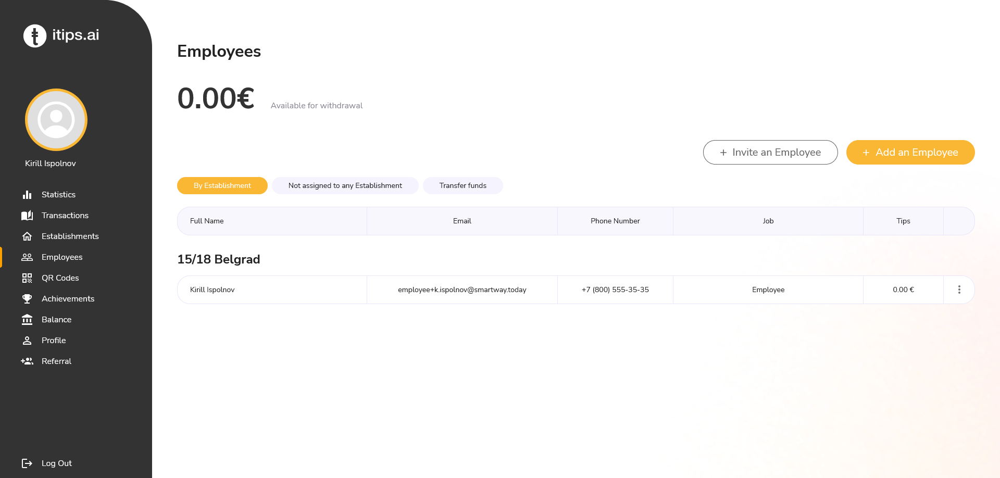 itips.ai
Kirill Ispolnov
Statistics
Transactions
Establishments
Employees
QR Codes
Achievements
Balance
Profile
Referral
Log Out
Employees
0.00€ Available for withdrawal
+ Invite an Employee + Add an Employee
By Establishment Not assigned to any Establishment Transfer funds
Full Name Email Phone Number Job Tips
15/18 Belgrad
Kirill Ispolnov employee+k.ispolnov@smartway.today +7 (800) 555-35-35 Employee 0.00 €